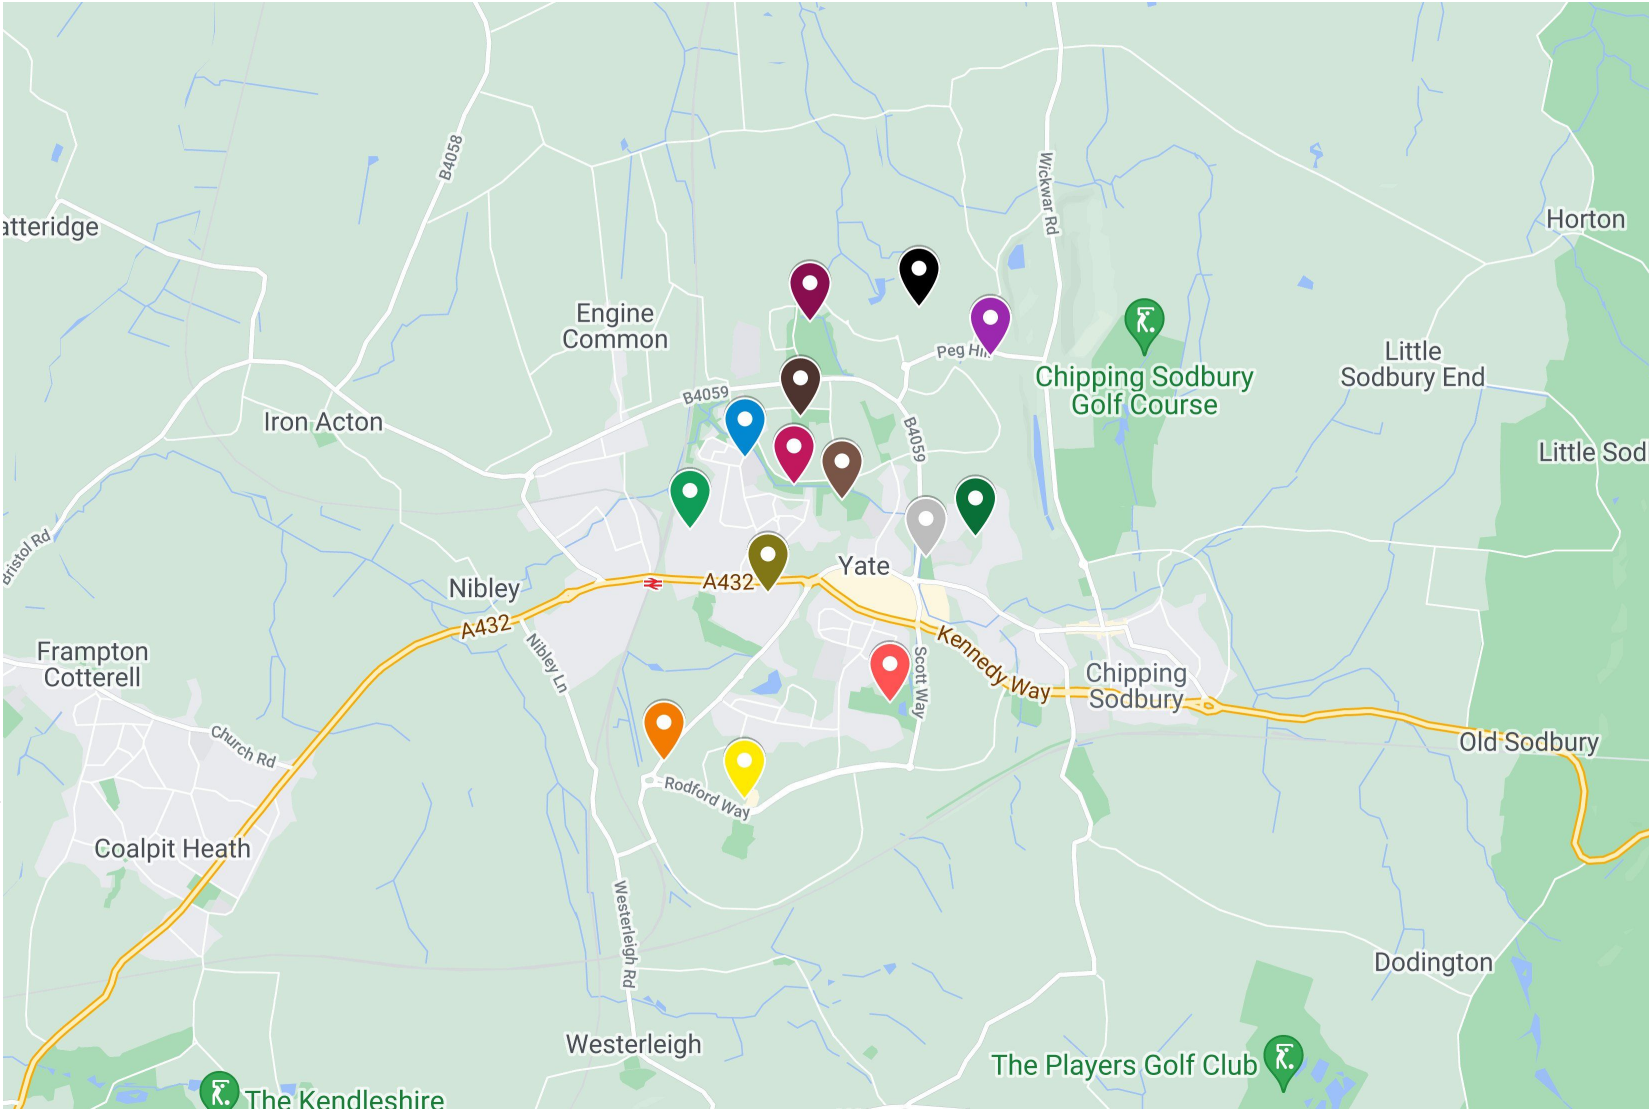 B4058
Wickwar Rd
atteridge
Horton
Engine
Common
Peg Hill
Little
Sodbury End
Chipping Sodbury
Golf Course
B4059
Iron Acton
B4059
Little Sod
Bristol Rd
Yate
Nibley
A432
A432
Kennedy Way
Nibley Ln
Scott Way
Frampton
Cotterell
Chipping
Sodbury
Church Rd
Old Sodbury
Rodford Way
Coalpit Heath
Westerleigh Rd
Dodington
Westerleigh
The Players Golf Club
The Kendleshire